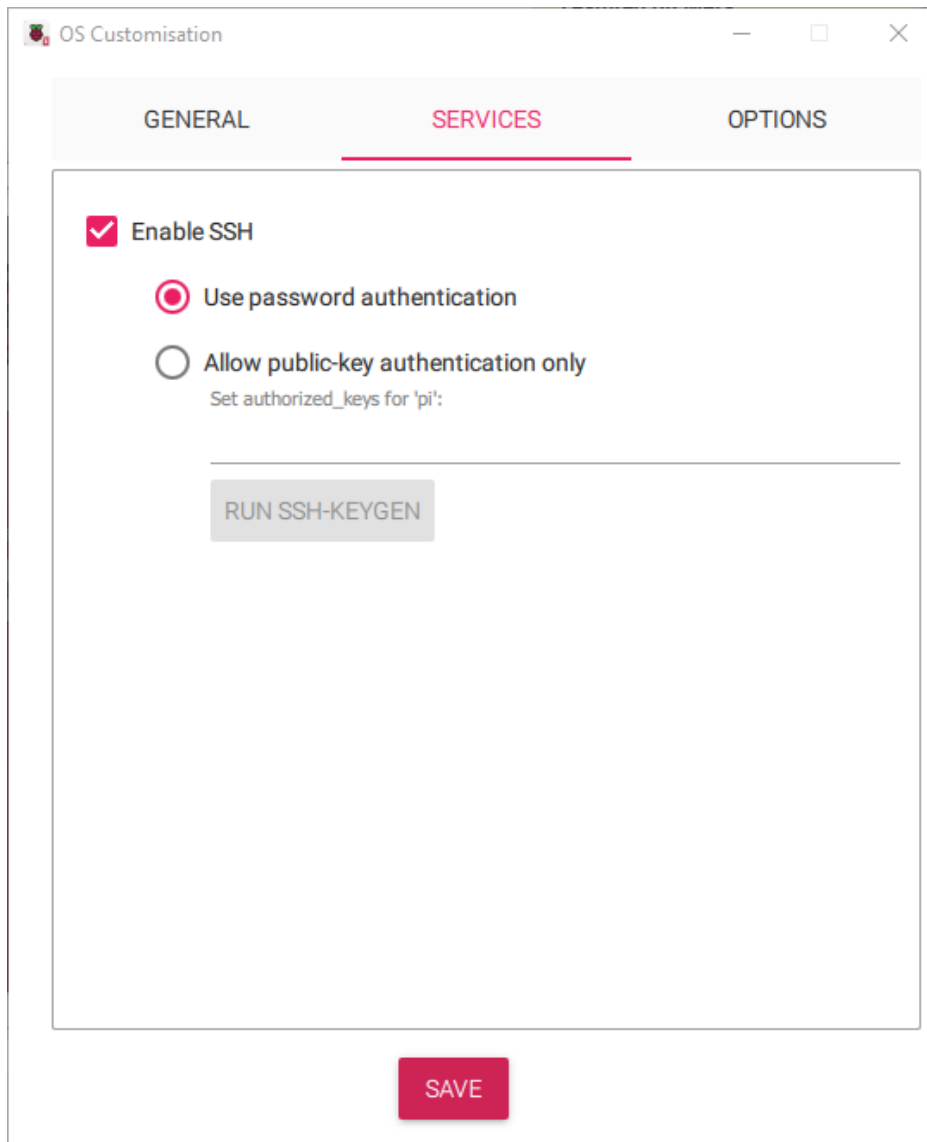 OS Customisation
GENERAL SERVICES OPTIONS
Enable SSH
Use password authentication
Allow public-key authentication only
Set authorized_keys for 'pi':
RUN SSH-KEYGEN
SAVE